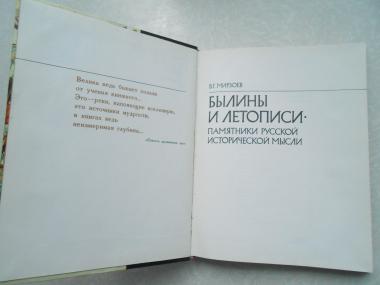 Велика ведь бывает польза
от учения книжного...
Это—реки, напояющие вселенную,
это источники мудрости,
в книгах ведь
неизмеримая глубина...
В.Г. МИРЗОЕВ
БЫЛИНЫ
И ЛЕТОПИСИ·
ПАМЯТНИКИ РУССКОЙ
ИСТОРИЧЕСКОЙ МЫСЛИ